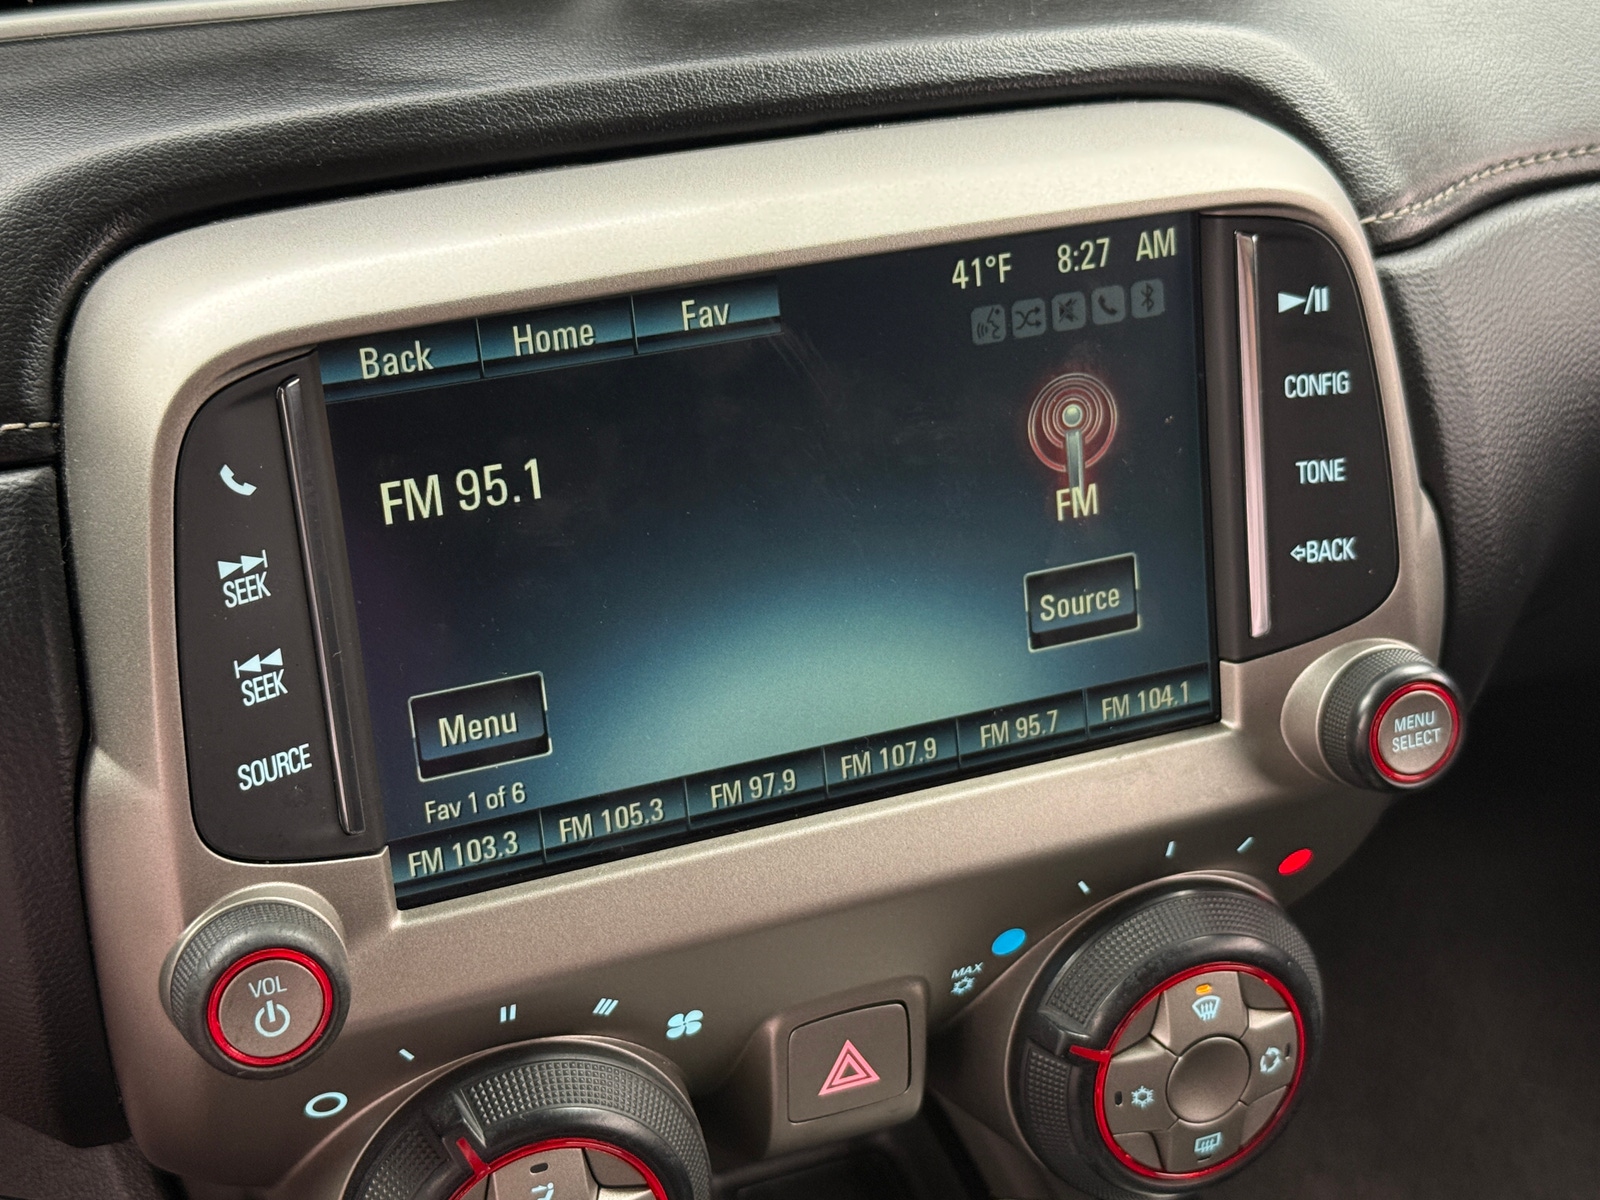 41°F 8:27 AM
Back Home Fav
FM 95.1
FM
Source
Menu
Fav 1 of 6
FM 103.3 FM 105.3 FM 97.9 FM 107.9 FM 95.7 FM 104.1
SEEK
SEEK
SOURCE
CONFIG
TONE
BACK
MENU
SELECT
VOL
MAX